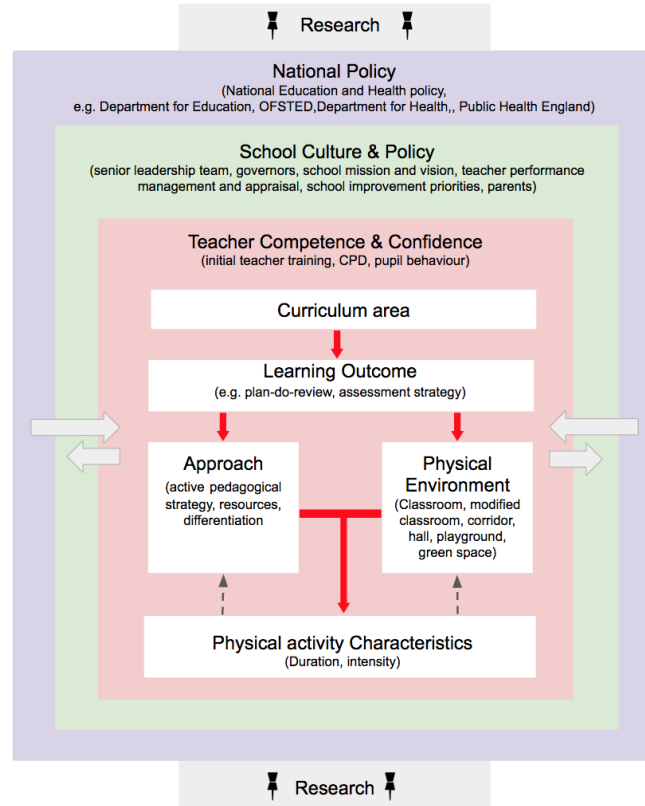 Research
National Policy
(National Education and Health policy,
e.g. Department for Education, OFSTED,Department for Health,, Public Health England)
School Culture & Policy
(senior leadership team, governors, school mission and vision, teacher performance
management and appraisal, school improvement priorities, parents)
Teacher Competence & Confidence
(initial teacher training, CPD, pupil behaviour)
Curriculum area
Learning Outcome
(e.g. plan-do-review, assessment strategy)
Approach
(active pedagogical
strategy, resources,
differentiation
Physical
Environment
(Classroom, modified
classroom, corridor,
hall, playground,
green space)
Physical activity Characteristics
(Duration, intensity)
Research